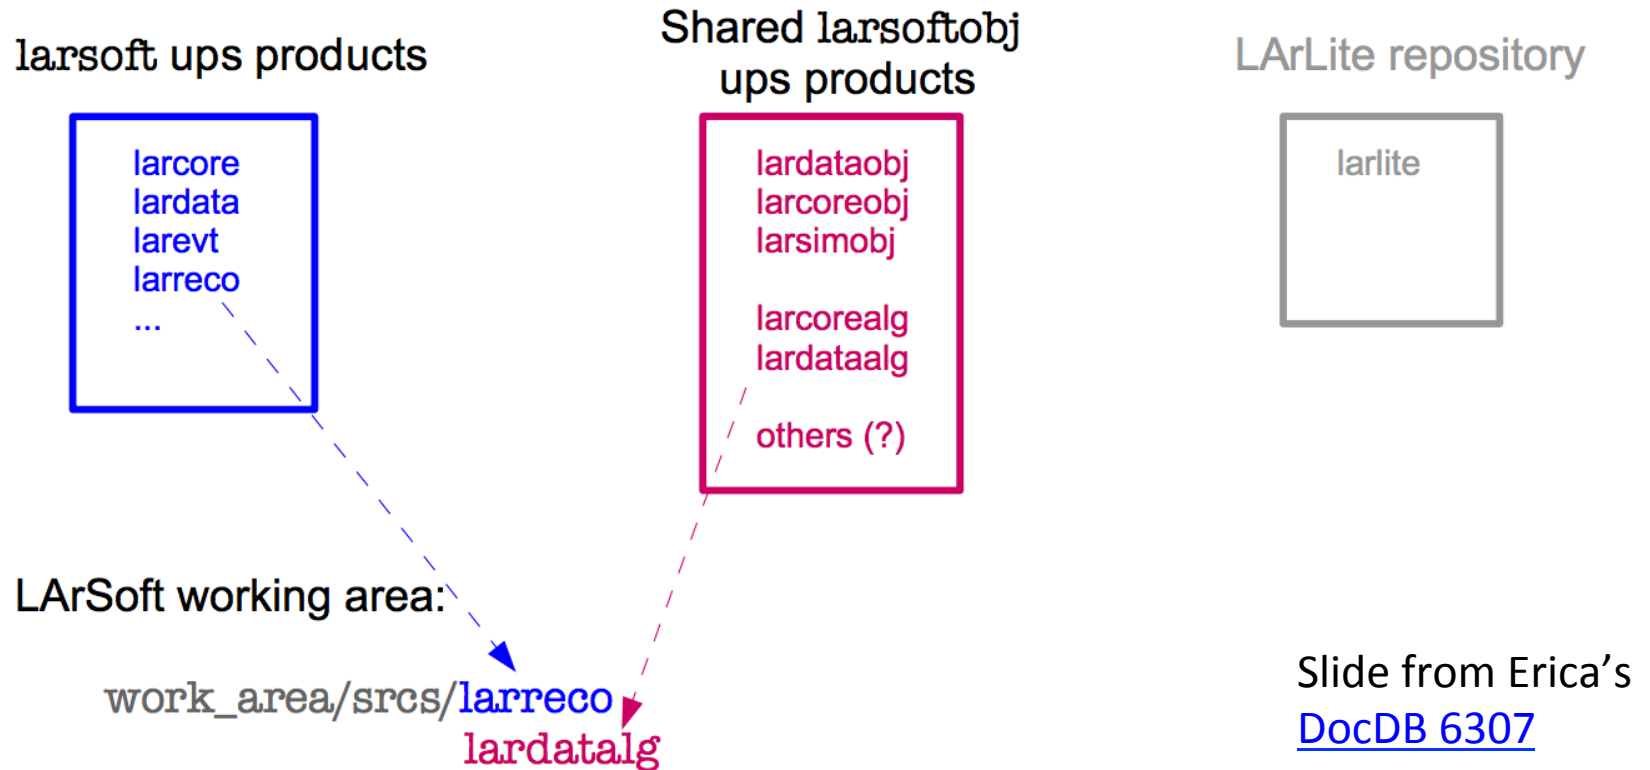 larsoft ups products
larcore
lardata
larevt
larreco
...
Shared larsoftobj
ups products
lardataobj
larcoreobj
larsimobj
larcorealg
lardataalg
others (?)
LArLite repository
larlite
LArSoft working area:
work_area/srcs/larreco
lardatalg
Slide from Erica’s
DocDB 6307